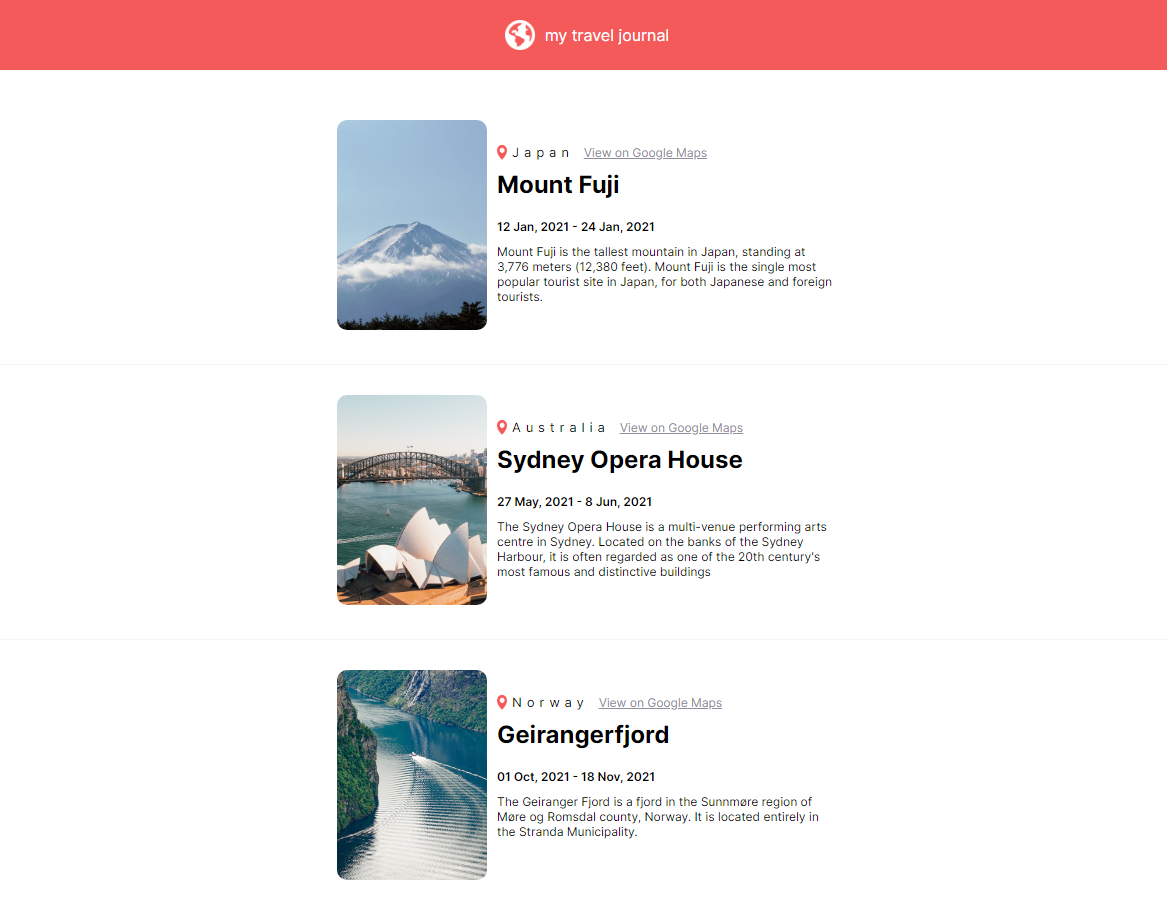 my travel journal
Japan View on Google Maps
Mount Fuji
12 Jan, 2021 - 24 Jan, 2021
Mount Fuji is the tallest mountain in Japan, standing at
3,776 meters (12,380 feet). Mount Fuji is the single most
popular tourist site in Japan, for both Japanese and foreign
tourists.
Australia View on Google Maps
Sydney Opera House
27 May, 2021 - 8 Jun, 2021
The Sydney Opera House is a multi-venue performing arts
centre in Sydney. Located on the banks of the Sydney
Harbour, it is often regarded as one of the 20th century's
most famous and distinctive buildings
Norway View on Google Maps
Geirangerfjord
01 Oct, 2021 - 18 Nov, 2021
The Geiranger Fjord is a fjord in the Sunnmøre region of
Møre og Romsdal county, Norway. It is located entirely in
the Stranda Municipality.